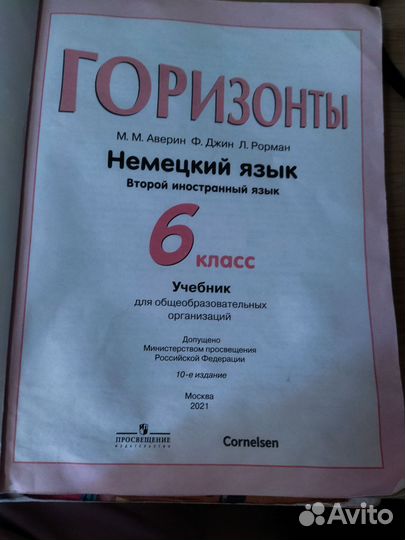 ГОРИЗОНТЫ
М. М. Аверин Ф. Джин Л. Рорман
Немецкий язык
Второй иностранный язык
6 класс
Учебник
для общеобразовательных
организаций
Допущено
Министерством просвещения
Российской Федерации
10-е издание
Москва
2021
ПРОСВЕЩЕНИЕ
ИЗДАТЕЛЬСТВО
Cornelsen
Avito